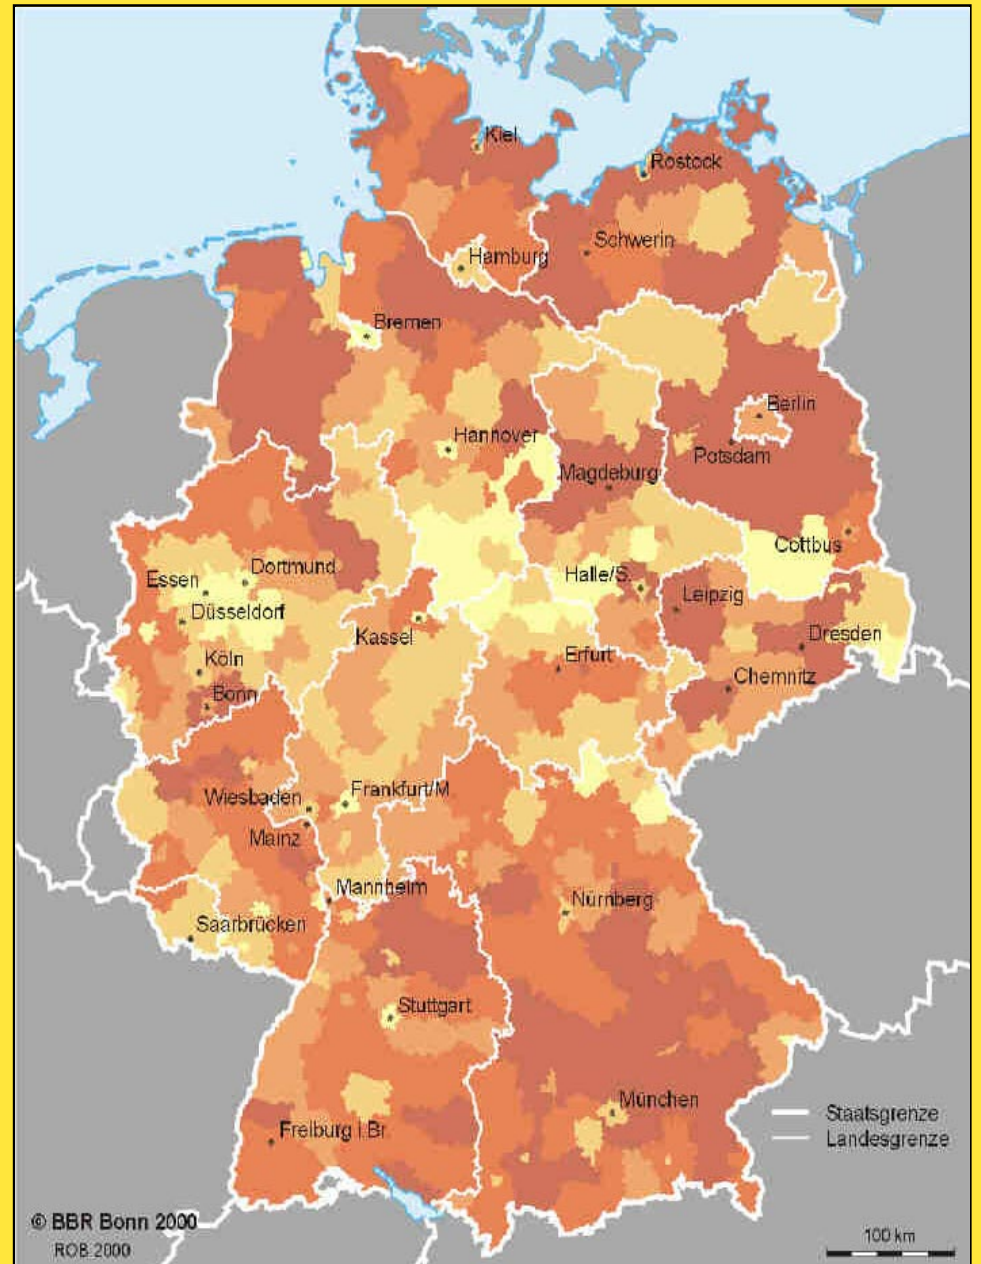 Kiel
Rostock
Schwerin
Hamburg
Bremen
Berlin
Hannover
Potsdam
Magdeburg
Cottbus
Dortmund
Halle/S.
Essen
Leipzig
Düsseldorf
Kassel
Dresden
Köln
Erfurt
Chemnitz
Bonn
Frankfurt/M
Wiesbaden
Mainz
Mannheim
Nürnberg
Saarbrücken
Stuttgart
München
Staatsgrenze
Freiburg i.Br.
Landesgrenze
© BBR Bonn 2000
ROB 2000
100 km